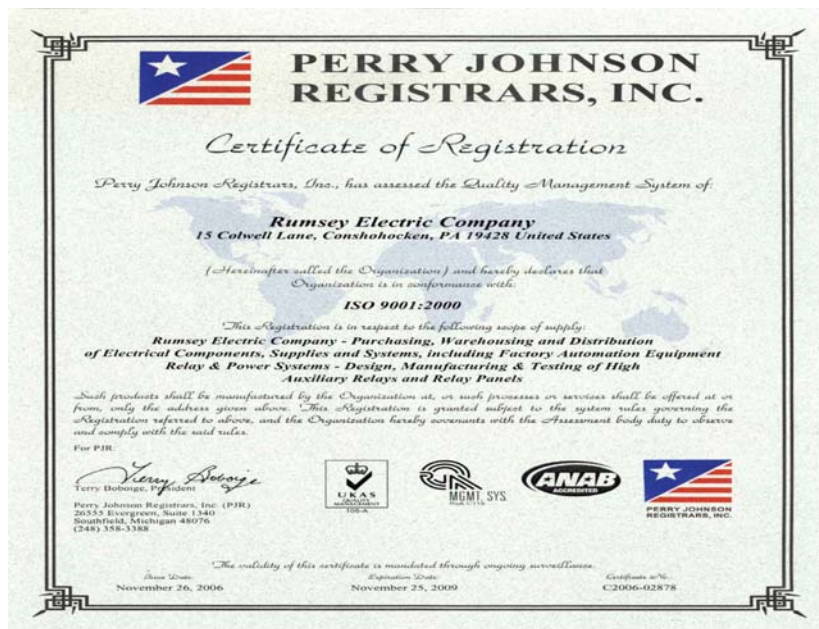 PERRY JOHNSON
REGISTRARS, INC.
Certificate of Registration
Perry Johnson Registrars, Inc., has assessed the Quality Management System of:
Rumsey Electric Company
15 Colwell Lane, Conshohocken, PA 19428 United States
(Hereinafter called the Organization) and hereby declares that
Organization is in conformance with:
ISO 9001:2000
This Registration is in respect to the following scope of supply:
Rumsey Electric Company - Purchasing, Warehousing and Distribution
of Electrical Components, Supplies and Systems, including Factory Automation Equipment
Relay & Power Systems - Design, Manufacturing & Testing of High
Auxiliary Relays and Relay Panels
Such products shall be manufactured by the Organization at, or such processes or services shall be offered at or
from, only the address given above. This Registration is granted subject to the system rules governing the
Registration referred to above, and the Organization hereby covenants with the Assessment body duty to observe
and comply with the said rules.
For PJR:
Terry Boboige
Terry Boboige, President
Perry Johnson Registrars, Inc. (PJR)
26555 Evergreen, Suite 1340
Southfield, Michigan 48076
(248) 358-3388
UKAS
QUALITY
MANAGEMENT
MGMT. SYS.
ANAB
ACCREDITED
PERRY JOHNSON
REGISTRARS, INC.
The validity of this certificate is mandated through ongoing surveillance.
Issue Date: Expiration Date: Certificate No.
November 26, 2006 November 25, 2009 C2006-02878